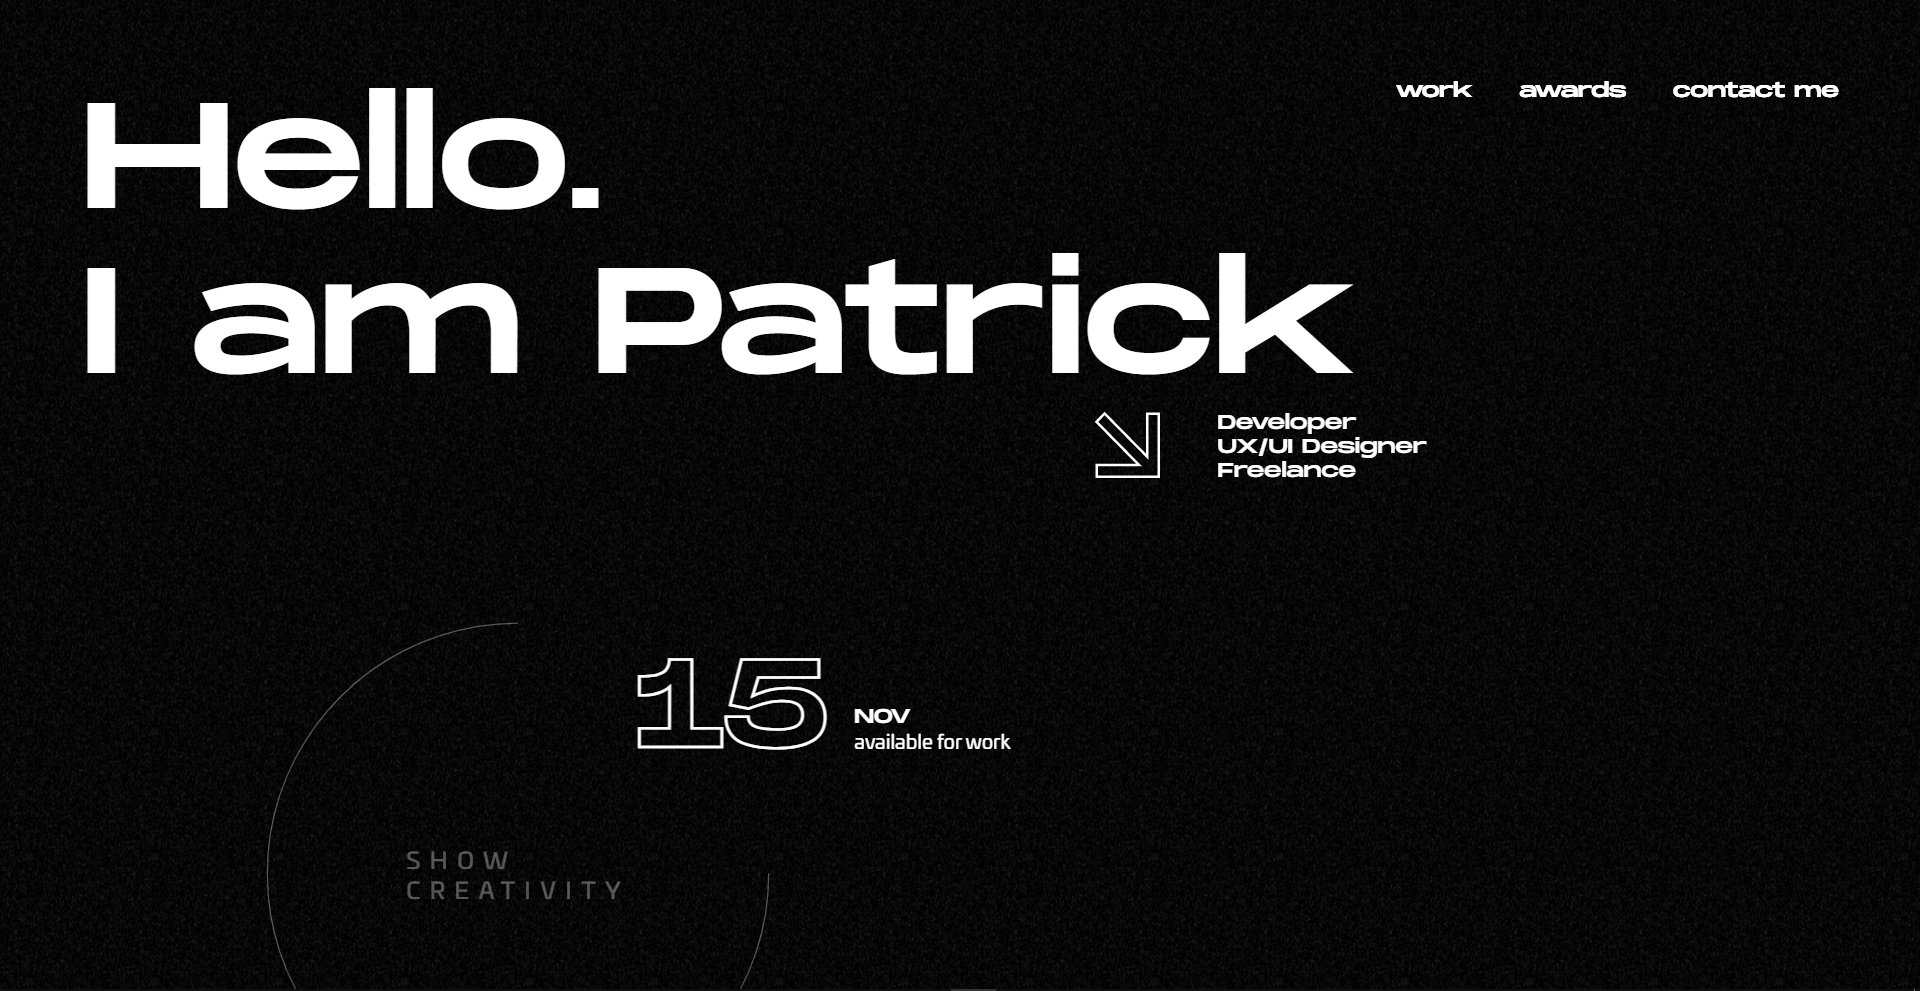 work awards contact me
Hello.
I am Patrick
Developer
UX/UI Designer
Freelance
15
NOV
available for work
SHOW
CREATIVITY